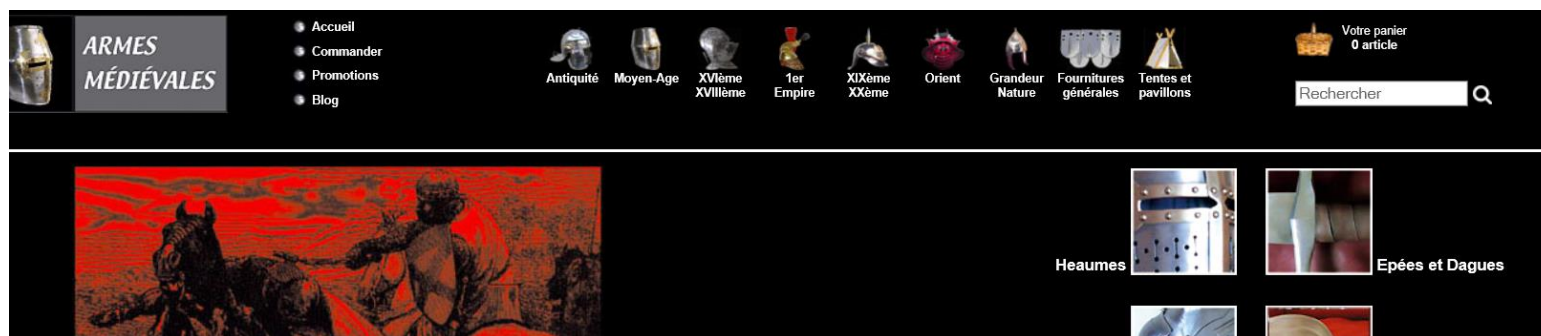 ARMES
MÉDIÉVALES
Accueil
Commander
Promotions
Blog
Antiquité
Moyen-Age
XVIème
XVIIIème
1er
Empire
XIXème
XXème
Orient
Grandeur
Nature
Fournitures
générales
Tentes et
pavillons
Votre panier
0 article
Rechercher
Heaumes
Epées et Dagues